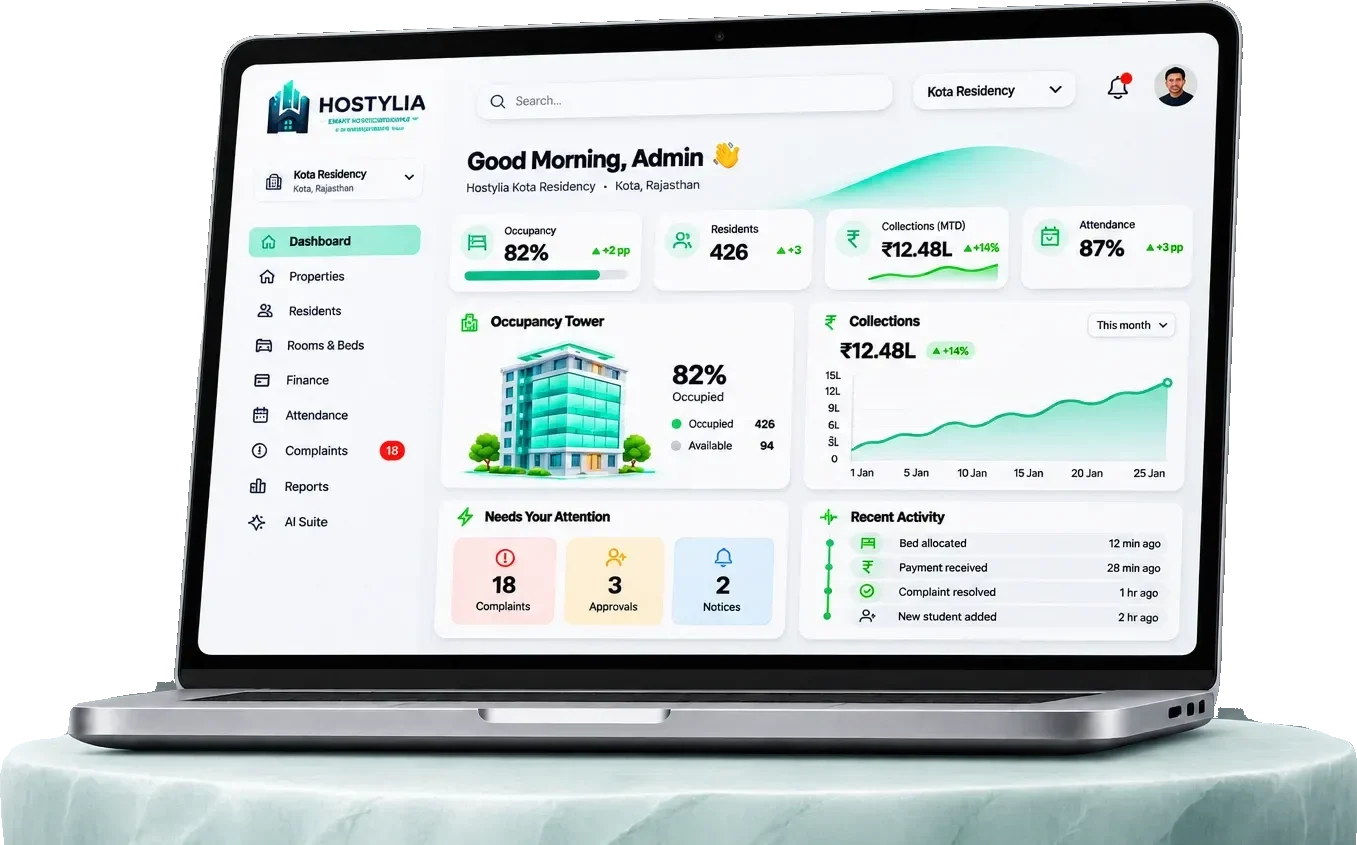 HOSTYLIA
Search...
Kota Residency
Kota Residency
Kota, Rajasthan
Dashboard
Properties
Residents
Rooms & Beds
Finance
Attendance
Complaints 18
Reports
AI Suite
Good Morning, Admin 👋
Hostylia Kota Residency • Kota, Rajasthan
Occupancy
82% ▲+2 pp
Residents
426 ▲+3
Collections (MTD)
₹12.48L ▲+14%
Attendance
87% ▲+3 pp
Occupancy Tower
82%
Occupied
Occupied 426
Available 94
Collections
This month
₹12.48L ▲+14%
15L
12L
9L
6L
0
1 Jan 5 Jan 10 Jan 15 Jan 20 Jan 25 Jan
Needs Your Attention
18
Complaints
3
Approvals
2
Notices
Recent Activity
Bed allocated 12 min ago
Payment received 28 min ago
Complaint resolved 1 hr ago
New student added 2 hr ago